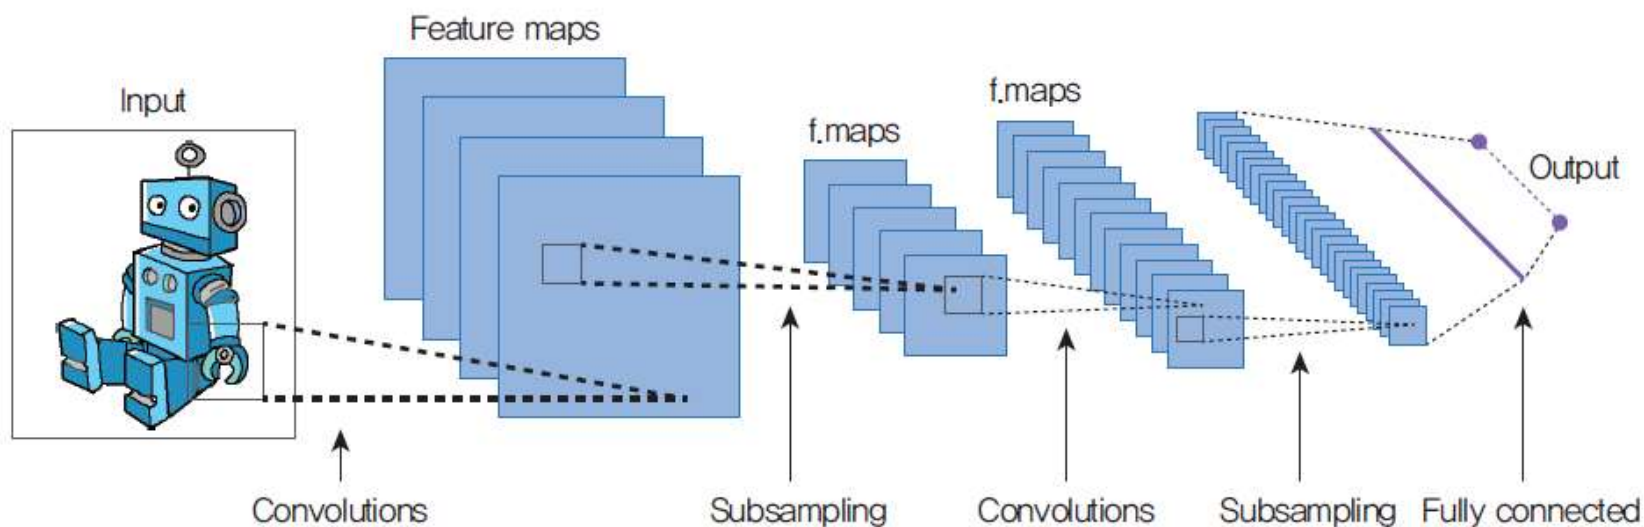 Feature maps
Input
f.maps
f.maps
Output
Convolutions
Subsampling
Convolutions
Subsampling
Fully connected